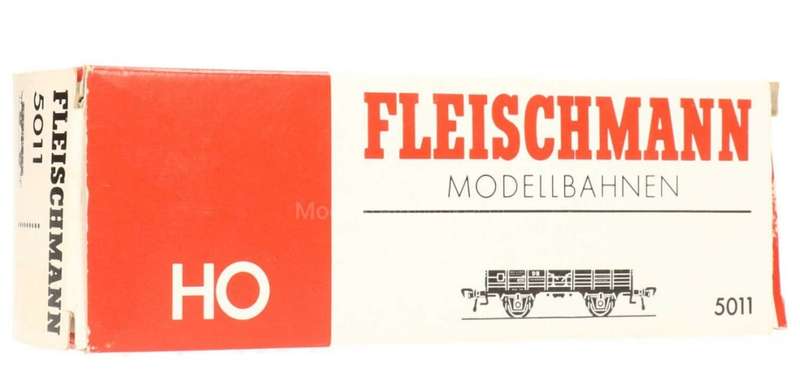 FLEISCHMANN
5011
HO
FLEISCHMANN
MODELLBAHNEN
5011